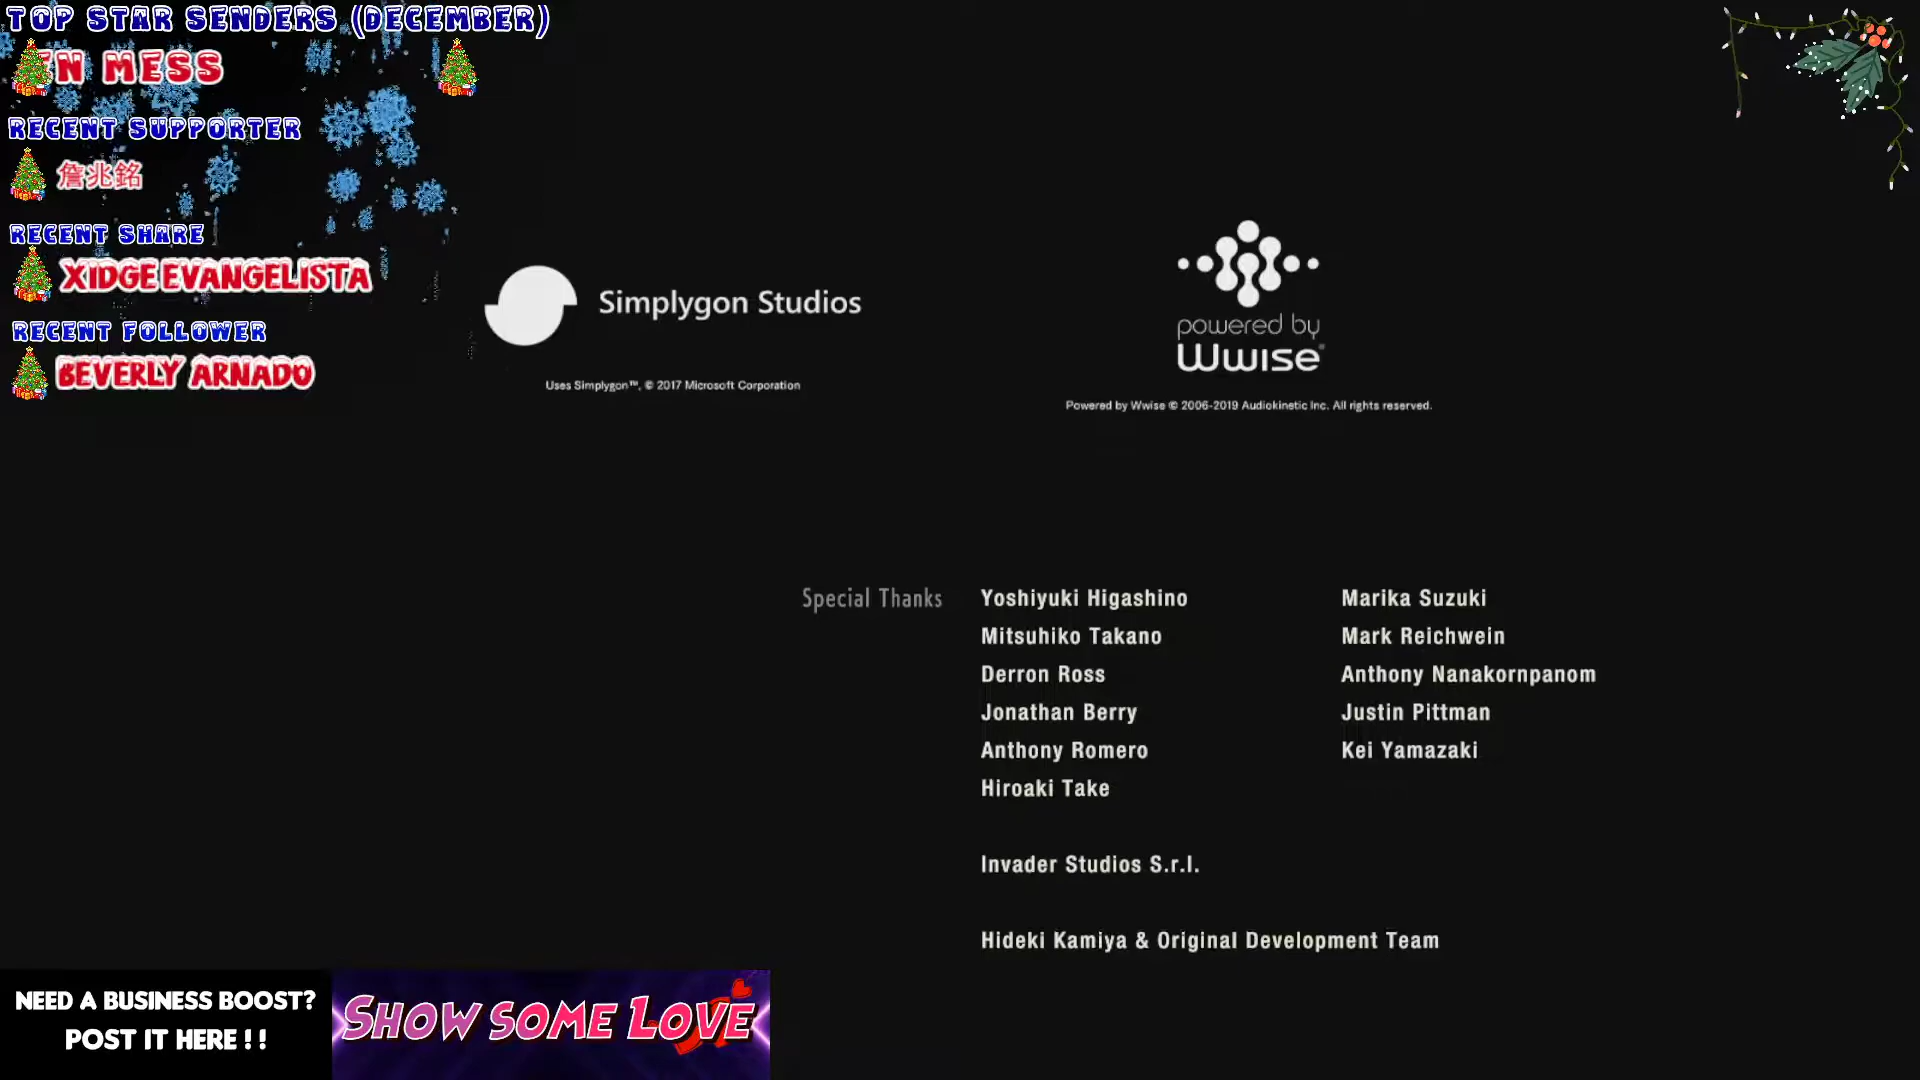 TOP STAR SENDERS (DECEMBER)
EN MESS
RECENT SUPPORTER
詹兆銘
RECENT SHARE
XIDGE EVANGELISTA
RECENT FOLLOWER
BEVERLY ARNADO
Simplygon Studios
Uses Simplygon™, © 2017 Microsoft Corporation
powered by
Wwise®
Powered by Wwise © 2006-2019 Audiokinetic Inc. All rights reserved.
Special Thanks
Yoshiyuki Higashino
Marika Suzuki
Mitsuhiko Takano
Mark Reichwein
Derron Ross
Anthony Nanakornpanom
Jonathan Berry
Justin Pittman
Anthony Romero
Kei Yamazaki
Hiroaki Take
Invader Studios S.r.l.
Hideki Kamiya & Original Development Team
NEED A BUSINESS BOOST?
POST IT HERE ! !
SHOW SOME LOVE